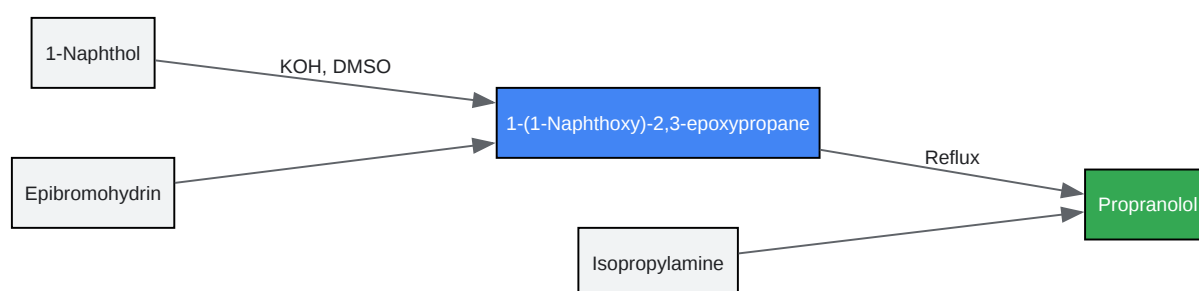 1-Naphthol
KOH, DMSO
1-(1-Naphthoxy)-2,3-epoxypropane
Epibromohydrin
Reflux
Propranolol
Isopropylamine